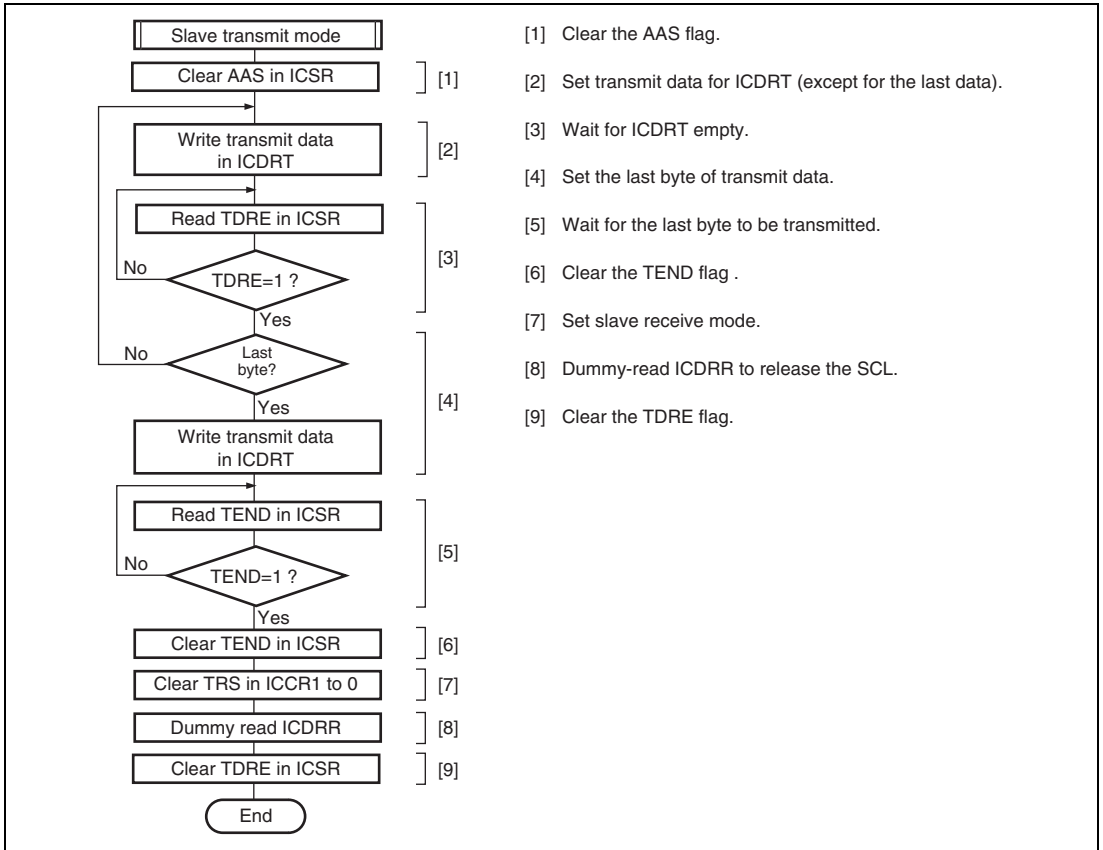 Slave transmit mode
Clear AAS in ICSR
[1]
Write transmit data
in ICDRT
[2]
Read TDRE in ICSR
No
TDRE=1 ?
[3]
Yes
No
Last
byte?
Yes
[4]
Write transmit data
in ICDRT
Read TEND in ICSR
[5]
No
TEND=1 ?
Yes
Clear TEND in ICSR
[6]
Clear TRS in ICCR1 to 0
[7]
Dummy read ICDRR
[8]
Clear TDRE in ICSR
[9]
End
[1] Clear the AAS flag.
[2] Set transmit data for ICDRT (except for the last data).
[3] Wait for ICDRT empty.
[4] Set the last byte of transmit data.
[5] Wait for the last byte to be transmitted.
[6] Clear the TEND flag .
[7] Set slave receive mode.
[8] Dummy-read ICDRR to release the SCL.
[9] Clear the TDRE flag.